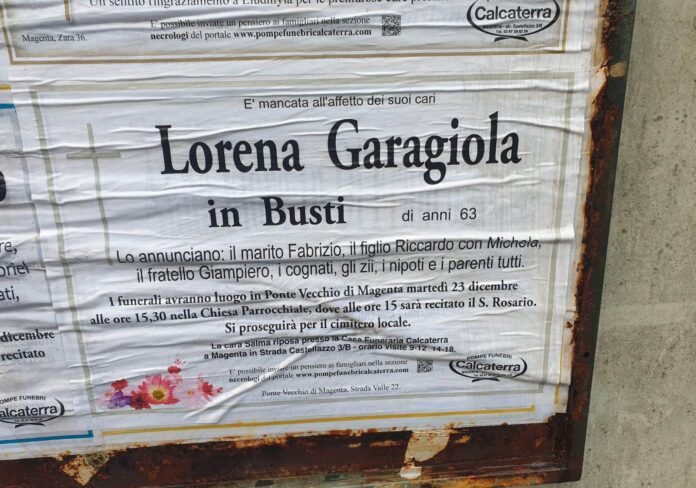 Un sentito ringraziamento a
Magenta, Zara 36.
E' possibile inviare un pensiero ai famigliari nella sezione
necrologi del portale www.pompefunebricalcaterra.com
Calcaterra
E' mancata all'affetto dei suoi cari
Lorena Garagiola
in Busti di anni 63
Lo annunciano: il marito Fabrizio, il figlio Riccardo con Michela,
il fratello Giampiero, i cognati, gli zii, i nipoti e i parenti tutti.
I funerali avranno luogo in Ponte Vecchio di Magenta martedì 23 dicembre
alle ore 15,30 nella Chiesa Parrocchiale, dove alle ore 15 sarà recitato il S. Rosario.
Si proseguirà per il cimitero locale.
La cara Salma riposa presso la Casa Funeraria Calcaterra
a Magenta in Strada Castellazzo 3/B - orario visite 9-12 14-18.
E' possibile inviare un pensiero ai famigliari nella sezione
necrologi del portale www.pompefunebricalcaterra.com
POMPE FUNEBRI
Calcaterra
Ponte Vecchio di Magenta, Strada Valle 22.
dicembre
recitato
POMPE FUNEBRI
Calcaterra